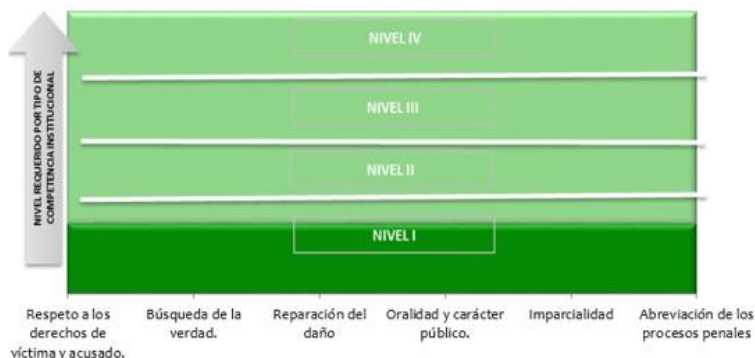 NIVEL REQUERIDO POR TIPO DE
COMPETENCIA INSTITUCIONAL
NIVEL IV
NIVEL III
NIVEL II
NIVEL I
Respeto a los
derechos de
víctima y acusado.
Búsqueda de la
verdad.
Reparación del
daño
Oralidad y carácter
público.
Imparcialidad
Abreviación de los
procesos penales